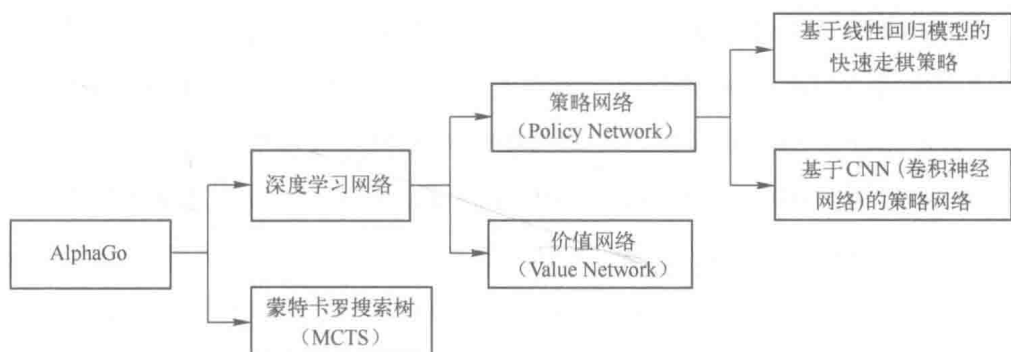 基于线性回归模型的
快速走棋策略
策略网络
（Policy Network）
基于CNN（卷积神经
网络)的策略网络
深度学习网络
AlphaGo
价值网络
（Value Network）
蒙特卡罗搜索树
（MCTS）